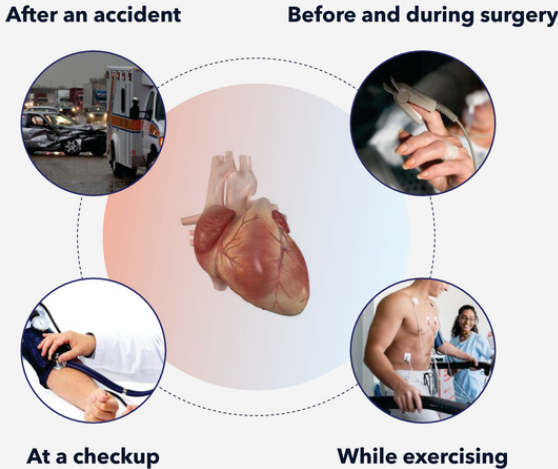 After an accident
Before and during surgery
At a checkup
While exercising